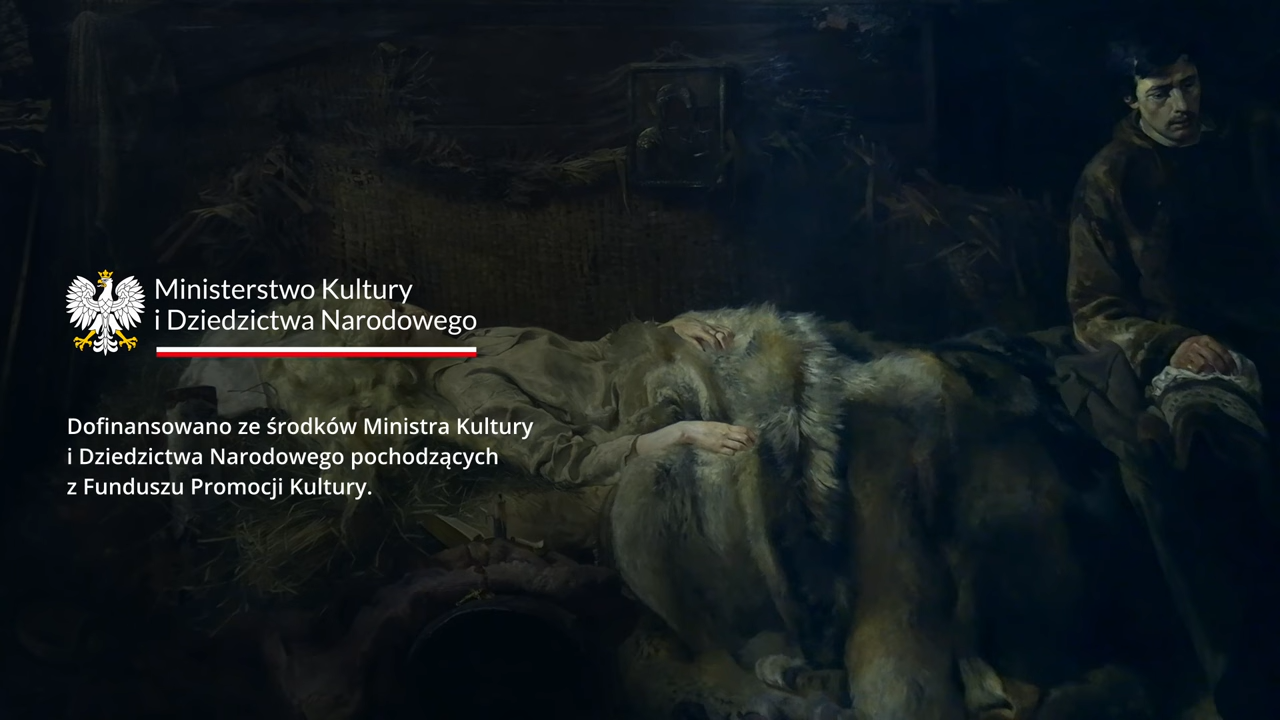 Ministerstwo Kultury
i Dziedzictwa Narodowego
Dofinansowano ze środków Ministra Kultury
i Dziedzictwa Narodowego pochodzących
z Funduszu Promocji Kultury.